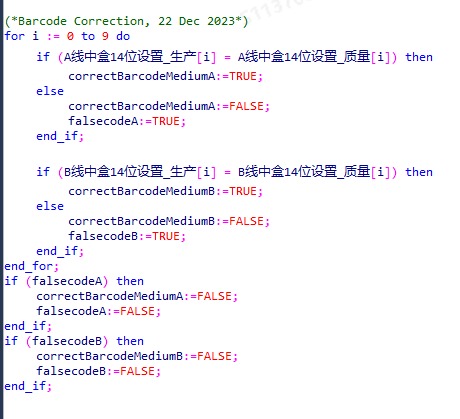 (*Barcode Correction, 22 Dec 2023*)
for i := 0 to 9 do
if (A线中盒14位设置_生产[i] = A线中盒14位设置_质量[i]) then
correctBarcodeMediumA:=TRUE;
else
correctBarcodeMediumA:=FALSE;
falsecodeA:=TRUE;
end_if;
if (B线中盒14位设置_生产[i] = B线中盒14位设置_质量[i]) then
correctBarcodeMediumB:=TRUE;
else
correctBarcodeMediumB:=FALSE;
falsecodeB:=TRUE;
end_if;
end_for;
if (falsecodeA) then
correctBarcodeMediumA:=FALSE;
falsecodeA:=FALSE;
end_if;
if (falsecodeB) then
correctBarcodeMediumB:=FALSE;
falsecodeB:=FALSE;
end_if;